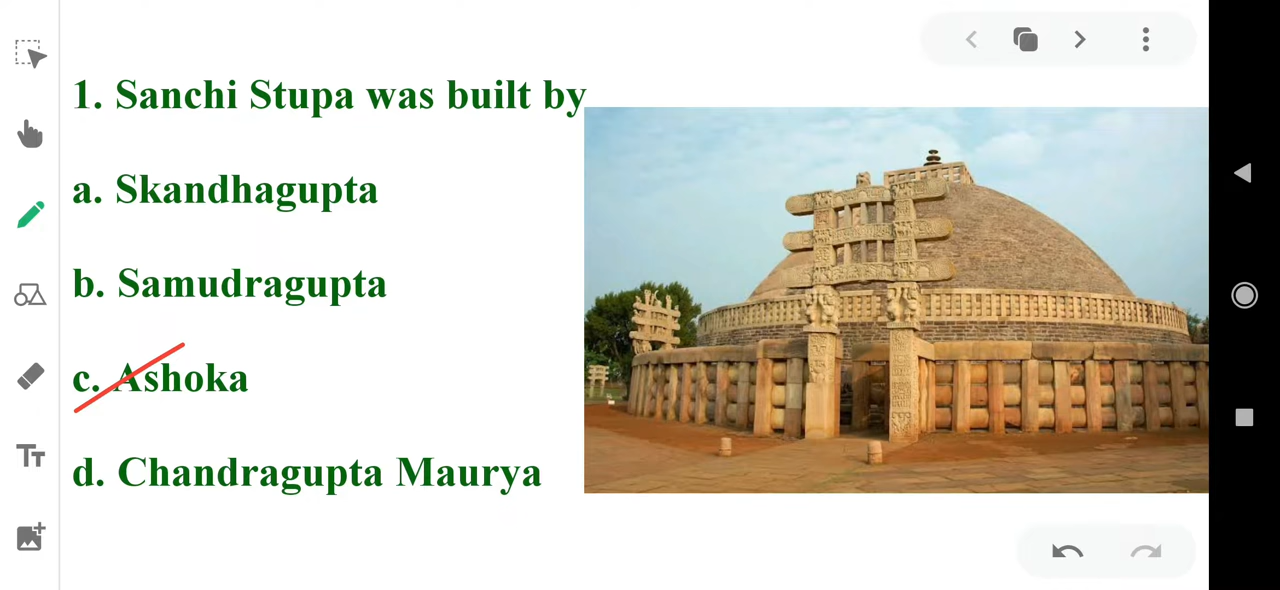 1. Sanchi Stupa was built by
a. Skandhagupta
b. Samudragupta
c. Ashoka
d. Chandragupta Maurya